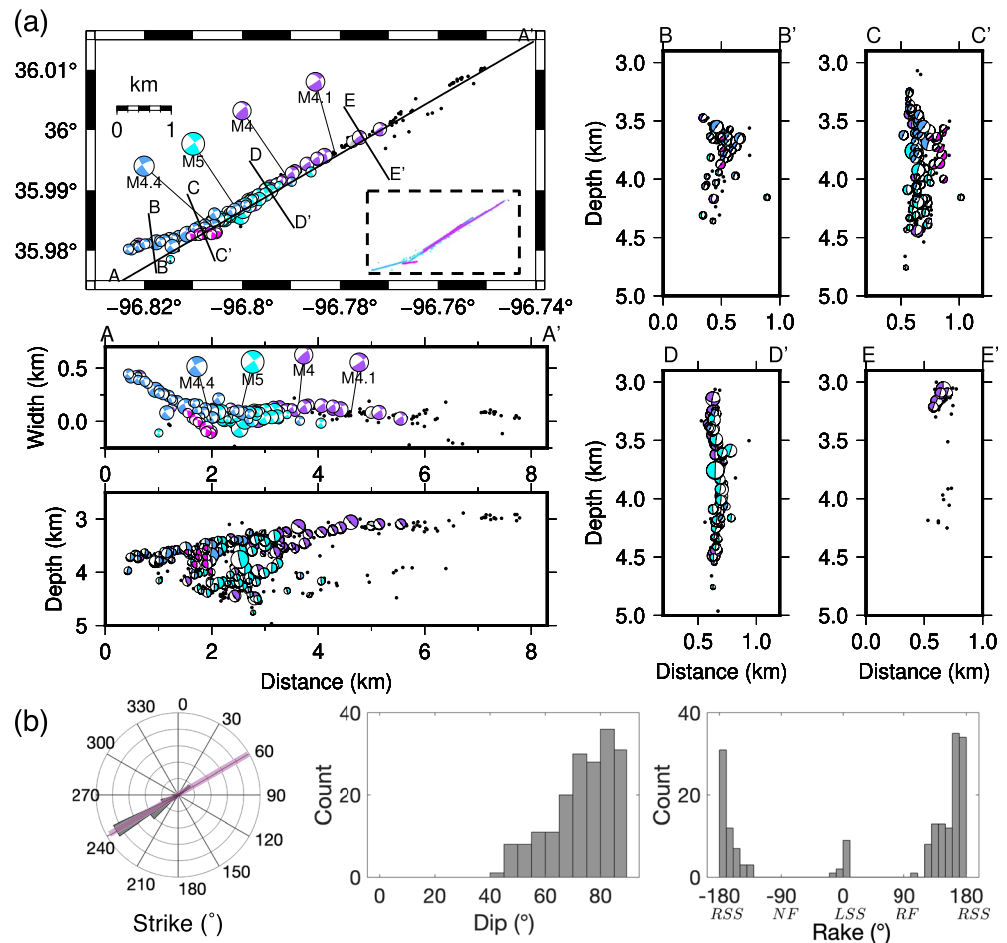 (a)
A'
36.01°
36°
35.99°
35.98°
km
0 1
M4.4
M5
M4
M4.1
B
B'
C
C'
D
D'
E
E'
A
−96.82° −96.8° −96.78° −96.76° −96.74°
A A'
Width (km)
0.5
0.0
M4.4 M5 M4 M4.1
0 2 4 6 8
Depth (km)
3
4
5
0 2 4 6 8
Distance (km)
B B'
Depth (km)
3.0
3.5
4.0
4.5
5.0
0.0 0.5 1.0
C C'
3.0
3.5
4.0
4.5
5.0
0.5 1.0
D D'
Depth (km)
3.0
3.5
4.0
4.5
5.0
0.5 1.0
Distance (km)
E E'
3.0
3.5
4.0
4.5
5.0
0.0 0.5 1.0
Distance (km)
(b)
0
30
60
90
120
150
180
210
240
270
300
330
Strike (°)
Count
40
20
0
0 20 40 60 80
Dip (°)
Count
40
20
0
-180 -90 0 90 180
RSS NF LSS RF RSS
Rake (°)